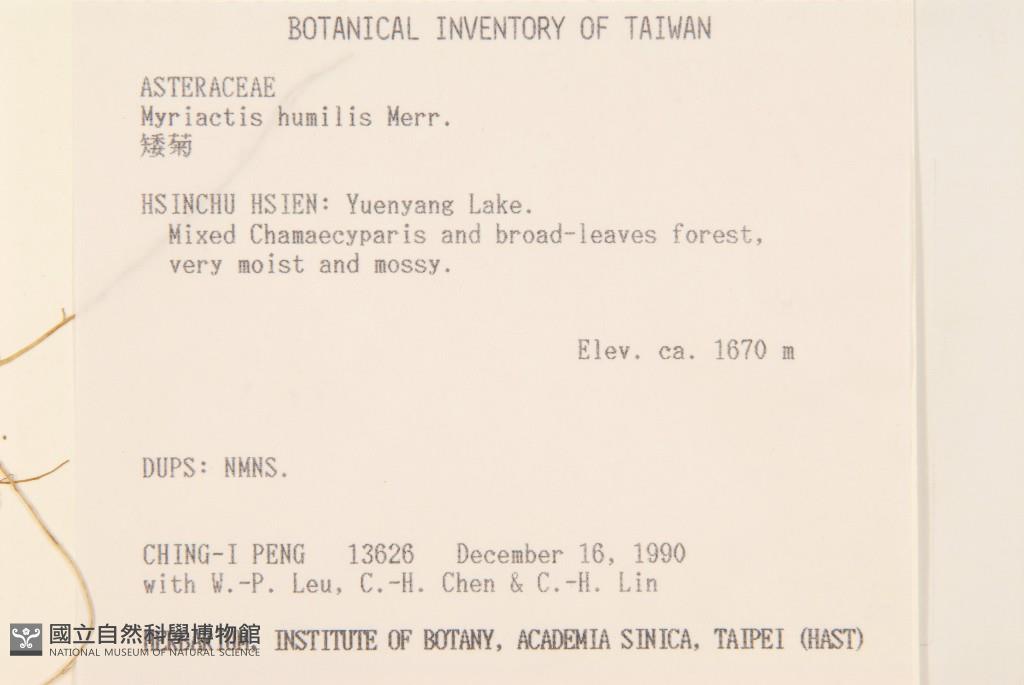 BOTANICAL INVENTORY OF TAIWAN
ASTERACEAE
Myriactis humilis Merr.
矮菊
HSINCHU HSIEN: Yuenyang Lake.
Mixed Chamaecyparis and broad-leaves forest,
very moist and mossy.
Elev. ca. 1670 m
DUPS: NMNS.
CHING-I PENG 13626 December 16, 1990
with W.-P. Leu, C.-H. Chen & C.-H. Lin
HERBARIUM, INSTITUTE OF BOTANY, ACADEMIA SINICA, TAIPEI (HAST)
國立自然科學博物館
NATIONAL MUSEUM OF NATURAL SCIENCE